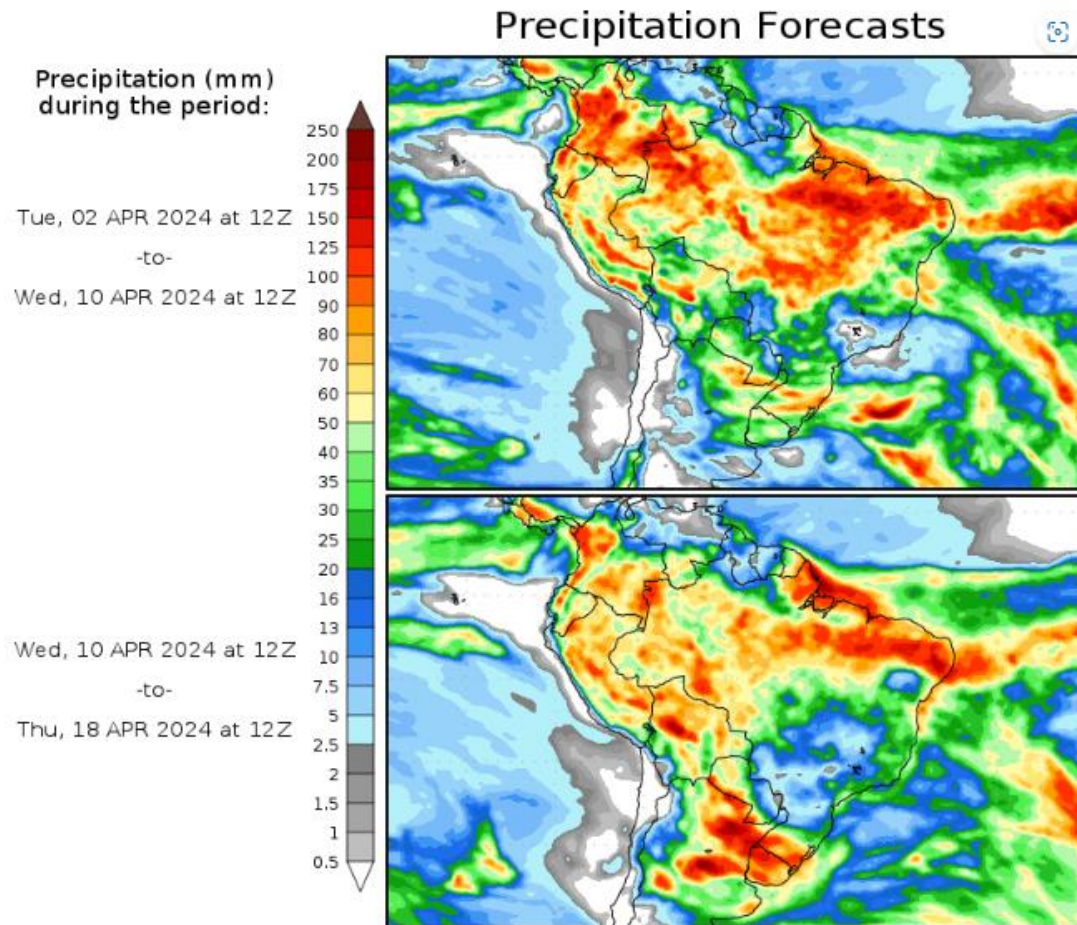 Precipitation Forecasts
Precipitation (mm)
during the period:
Tue, 02 APR 2024 at 12Z
-to-
Wed, 10 APR 2024 at 12Z
Wed, 10 APR 2024 at 12Z
-to-
Thu, 18 APR 2024 at 12Z
250
200
175
150
125
100
90
80
70
60
50
40
35
30
25
20
16
13
10
7.5
5
2.5
2
1.5
1
0.5